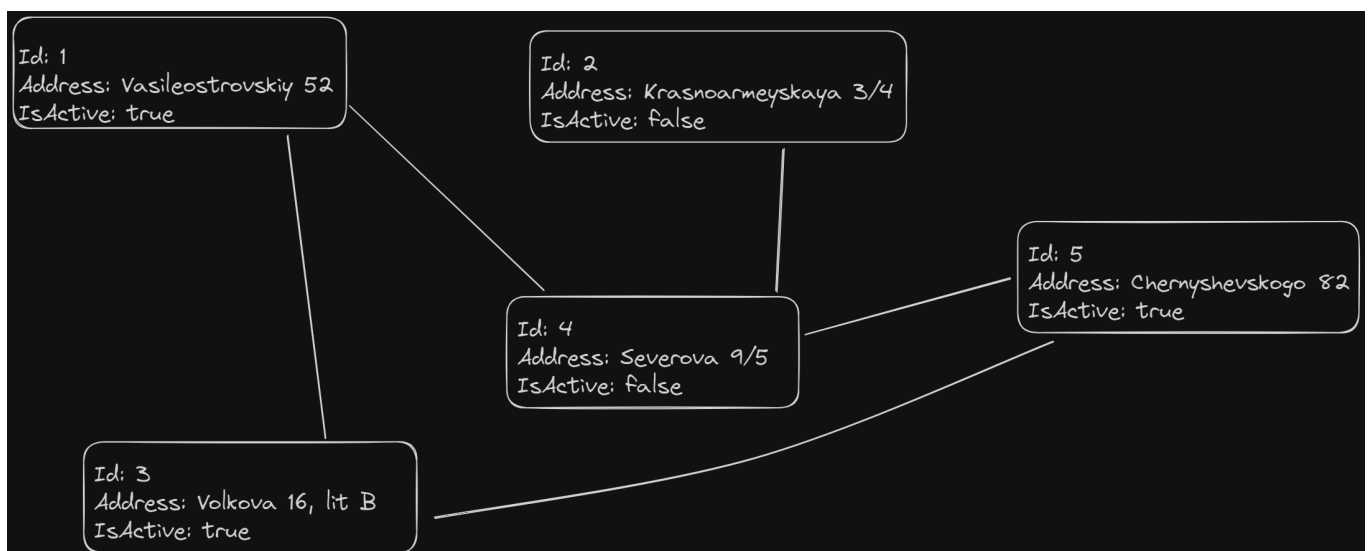 Id: 1
Address: Vasileostrovskiy 52
IsActive: true
Id: 2
Address: Krasnoarmeyskaya 3/4
IsActive: false
Id: 5
Address: Chernyshevskogo 82
IsActive: true
Id: 4
Address: Severova 9/5
IsActive: false
Id: 3
Address: Volkova 16, lit B
IsActive: true